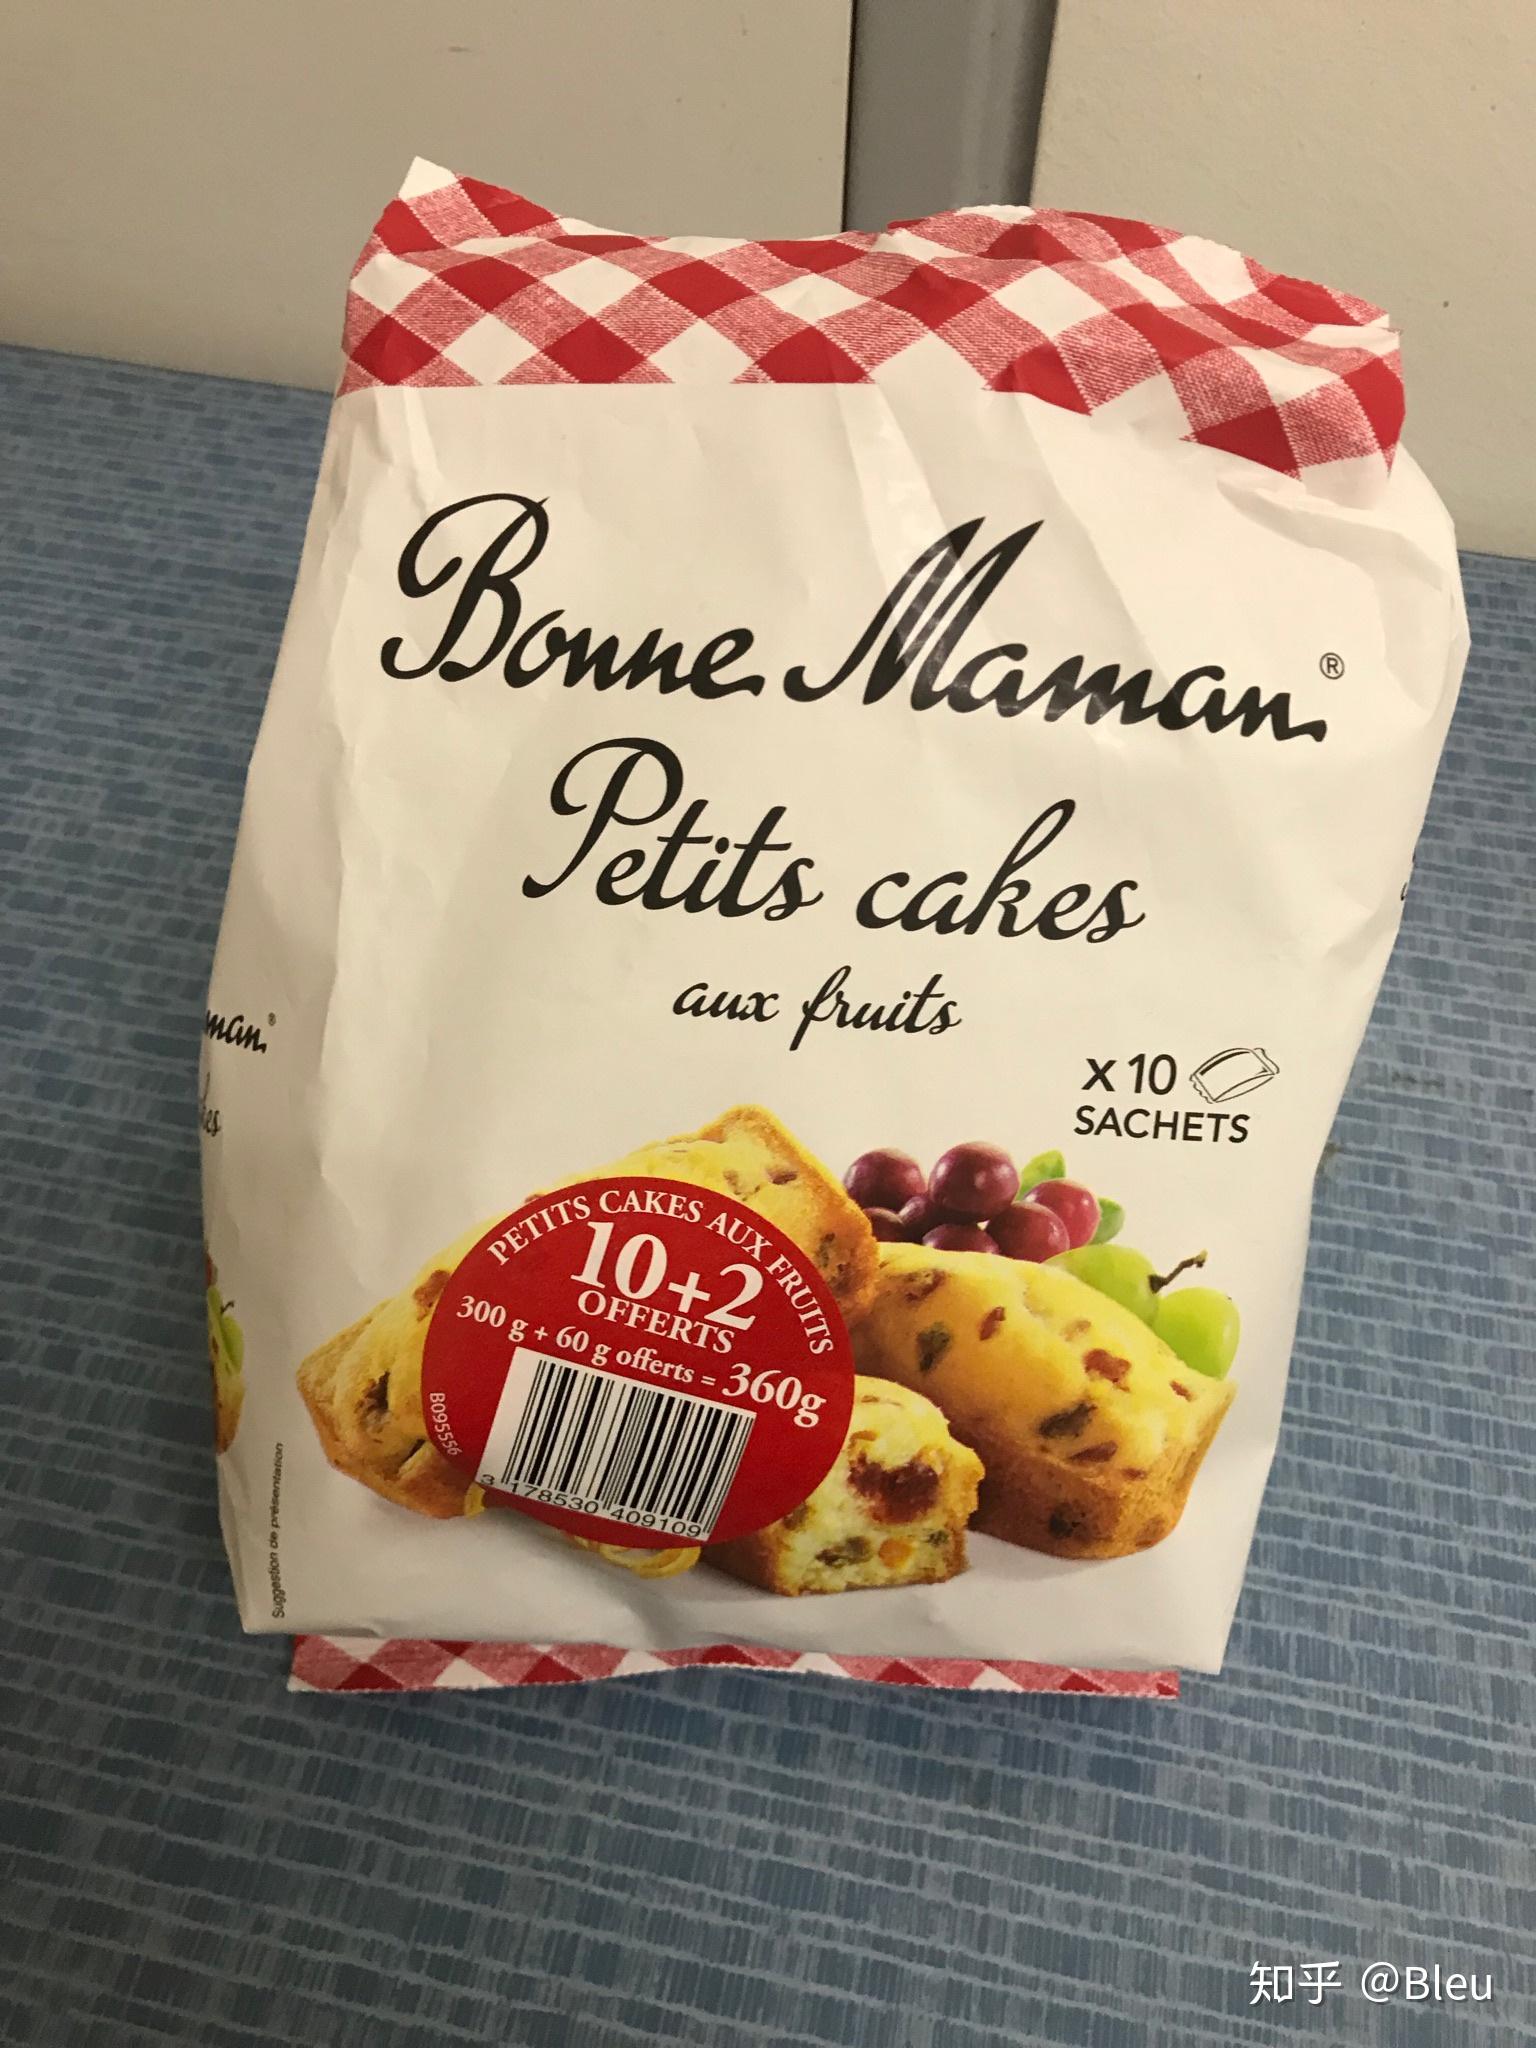 Bonne Maman®
Petits cakes
aux fruits
x 10
SACHETS
PETITS CAKES AUX FRUITS
10+2
OFFERTS
300 g + 60 g offerts = 360g
B095556
3 178530 409109
Suggestion de présentation
man.®
知乎 @Bleu